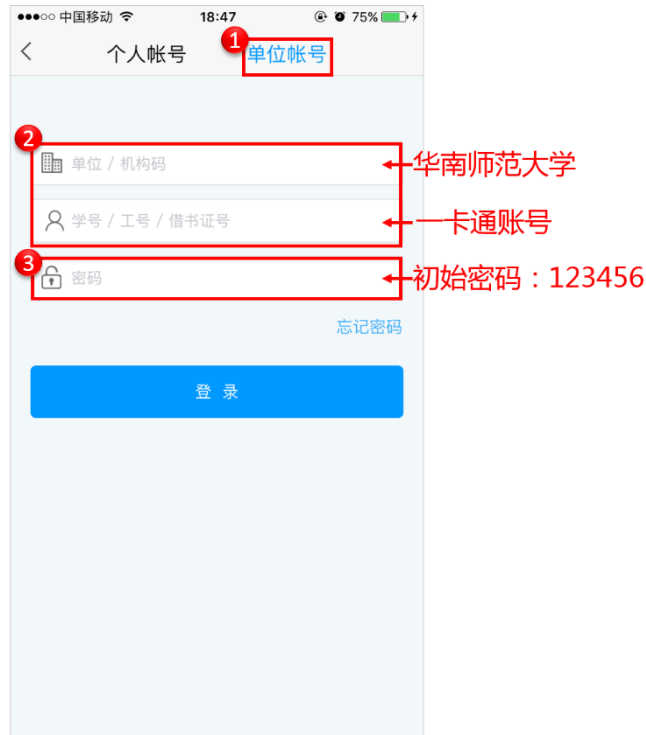 中国移动 18:47 75%
个人帐号 1 单位帐号
2
单位 / 机构码 华南师范大学
学号 / 工号 / 借书证号 一卡通账号
3
密码 初始密码：123456
忘记密码
登 录